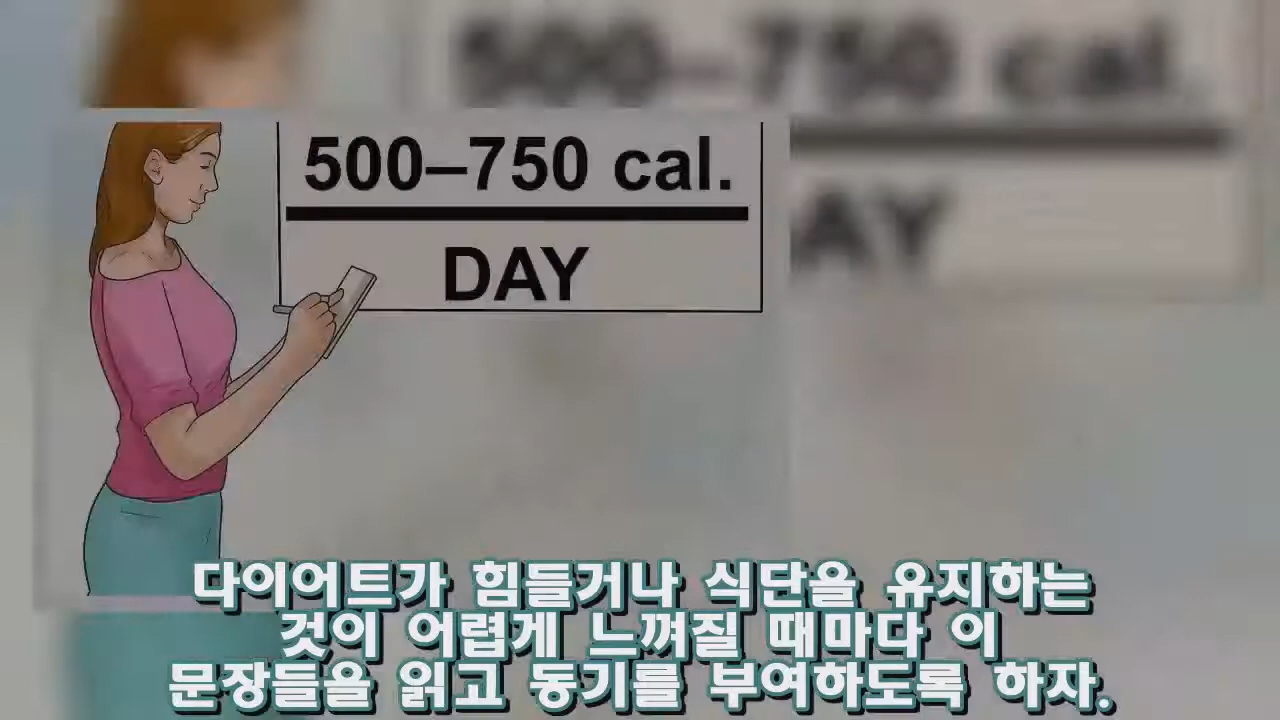 500–750 cal.
DAY
다이어트가 힘들거나 식단을 유지하는
것이 어렵게 느껴질 때마다 이
문장들을 읽고 동기를 부여하도록 하자.